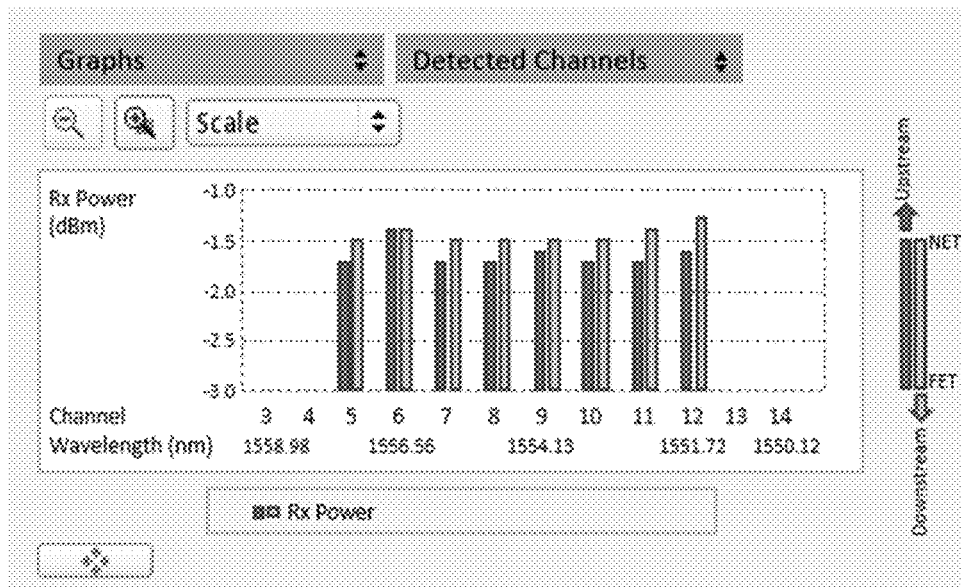 Graphs Detected Channels
Scale
Rx Power
(dBm)
-1.0
-1.5
-2.0
-2.5
-3.0
Channel 3 4 5 6 7 8 9 10 11 12 13 14
Wavelength (nm) 1558.98 1556.56 1554.13 1551.72 1550.12
Rx Power
Upstream
NET
FET
Downstream